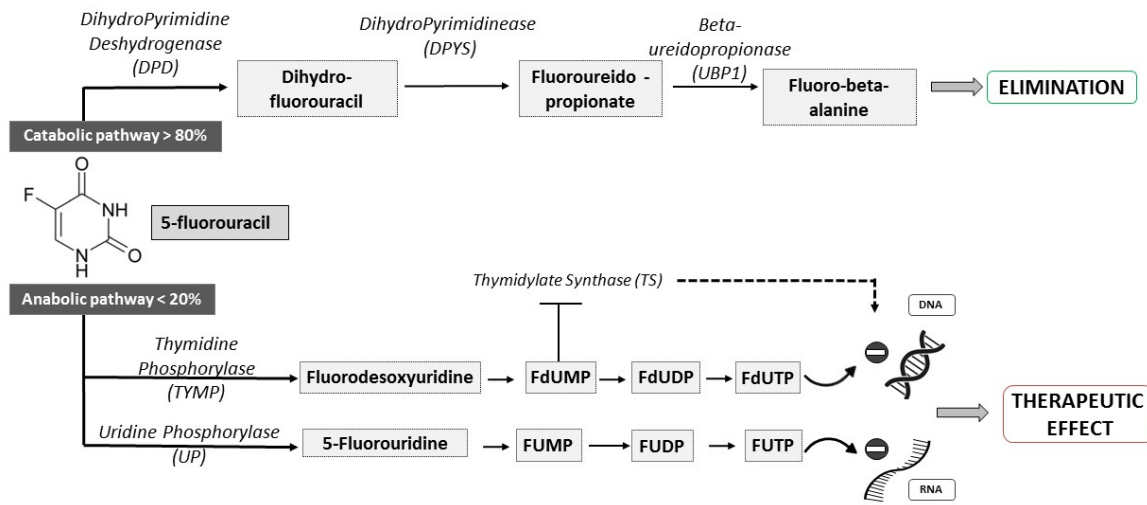 DihydroPyrimidine
Deshydrogenase
(DPD)
DihydroPyrimidinease
(DPYS)
Beta-
ureidopropionase
(UBP1)
Dihydro-
fluorouracil
Fluoroureido -
propionate
Fluoro-beta-
alanine
ELIMINATION
Catabolic pathway > 80%
O
F
NH
N
H
O
5-fluorouracil
Anabolic pathway < 20%
Thymidylate Synthase (TS)
DNA
Thymidine
Phosphorylase
(TYMP)
Fluorodesoxyuridine
FdUMP
FdUDP
FdUTP
THERAPEUTIC
EFFECT
Uridine Phosphorylase
(UP)
5-Fluorouridine
FUMP
FUDP
FUTP
RNA